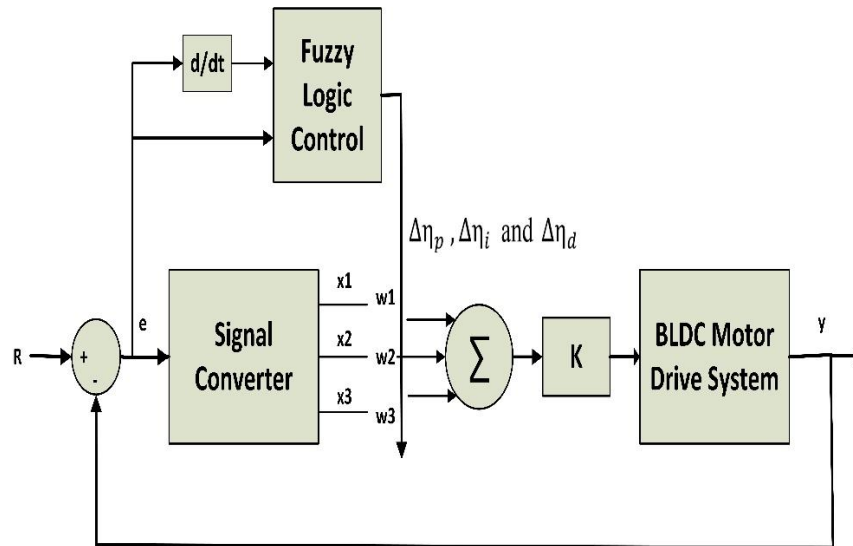 d/dt
Fuzzy
Logic
Control
Δη_p , Δη_i and Δη_d
R
+
-
e
Signal
Converter
x1
x2
x3
w1
w2
w3
∑
K
BLDC Motor
Drive System
y